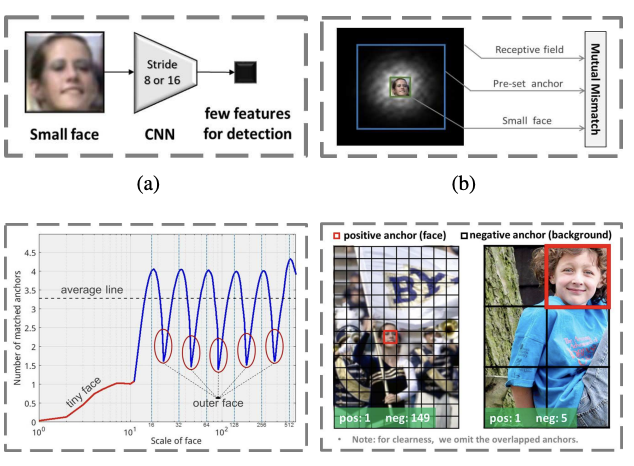 Stride
8 or 16
Small face
CNN
few features
for detection
(a)
Receptive field
Pre-set anchor
Small face
Mutual Mismatch
(b)
Number of matched anchors
4.5
4
3.5
3
2.5
2
1.5
1
0.5
0
average line
tiny face
outer face
10^0
10^1
16
32
64
10^2
128
256
512
Scale of face
positive anchor (face)
negative anchor (background)
BY
pos: 1 neg: 149
pos: 1 neg: 5
• Note: for clearness, we omit the overlapped anchors.